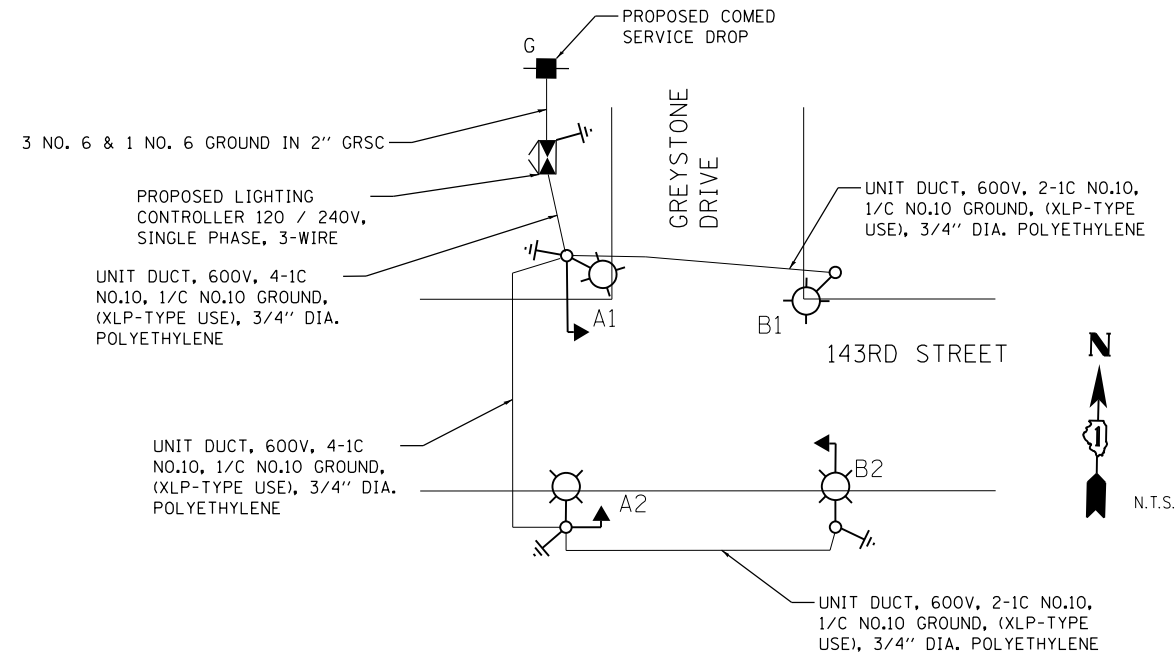 PROPOSED COMED
SERVICE DROP
G
3 NO. 6 & 1 NO. 6 GROUND IN 2" GRSC
GREYSTONE
DRIVE
PROPOSED LIGHTING
CONTROLLER 120 / 240V,
SINGLE PHASE, 3-WIRE
UNIT DUCT, 600V, 2-1C NO.10,
1/C NO.10 GROUND, (XLP-TYPE
USE), 3/4" DIA. POLYETHYLENE
UNIT DUCT, 600V, 4-1C
NO.10, 1/C NO.10 GROUND,
(XLP-TYPE USE), 3/4" DIA.
POLYETHYLENE
A1
B1
143RD STREET
N
1
N.T.S.
UNIT DUCT, 600V, 4-1C
NO.10, 1/C NO.10 GROUND,
(XLP-TYPE USE), 3/4" DIA.
POLYETHYLENE
A2
B2
UNIT DUCT, 600V, 2-1C NO.10,
1/C NO.10 GROUND, (XLP-TYPE
USE), 3/4" DIA. POLYETHYLENE